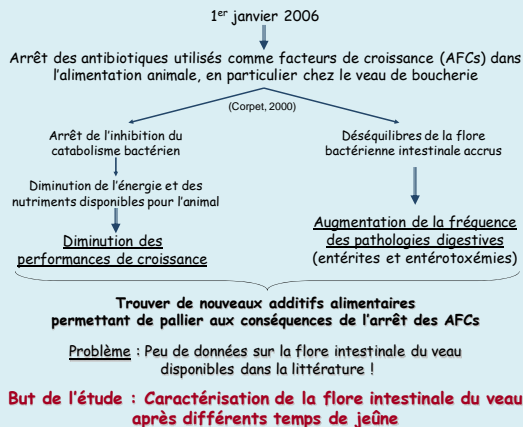 1er janvier 2006
Arrêt des antibiotiques utilisés comme facteurs de croissance (AFCs) dans
l'alimentation animale, en particulier chez le veau de boucherie
(Corpet, 2000)
Arrêt de l'inhibition du
catabolisme bactérien
Diminution de l'énergie et des
nutriments disponibles pour l'animal
Diminution des
performances de croissance
Déséquilibres de la flore
bactérienne intestinale accrus
Augmentation de la fréquence
des pathologies digestives
(entérites et entérotoxémies)
Trouver de nouveaux additifs alimentaires
permettant de pallier aux conséquences de l'arrêt des AFCs
Problème : Peu de données sur la flore intestinale du veau
disponibles dans la littérature !
But de l'étude : Caractérisation de la flore intestinale du veau
après différents temps de jeûne